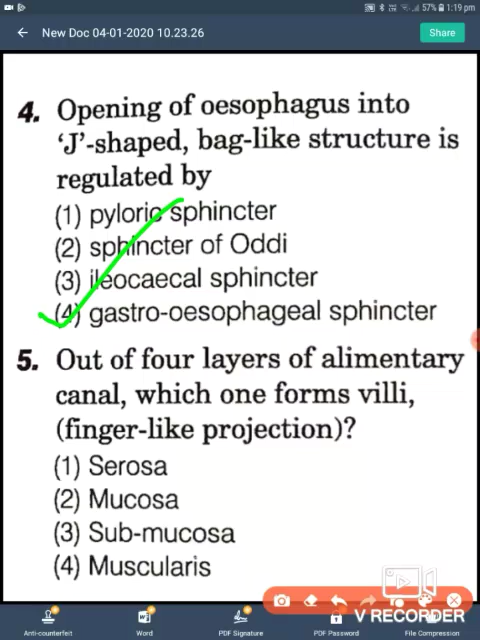 57% 1:19 pm
New Doc 04-01-2020 10.23.26
Share
4. Opening of oesophagus into
'J'-shaped, bag-like structure is
regulated by
(1) pyloric sphincter
(2) sphincter of Oddi
(3) ileocaecal sphincter
(4) gastro-oesophageal sphincter
5. Out of four layers of alimentary
canal, which one forms villi,
(finger-like projection)?
(1) Serosa
(2) Mucosa
(3) Sub-mucosa
(4) Muscularis
V RECORDER
Anti-counterfeit Word PDF Signature PDF Password File Compression